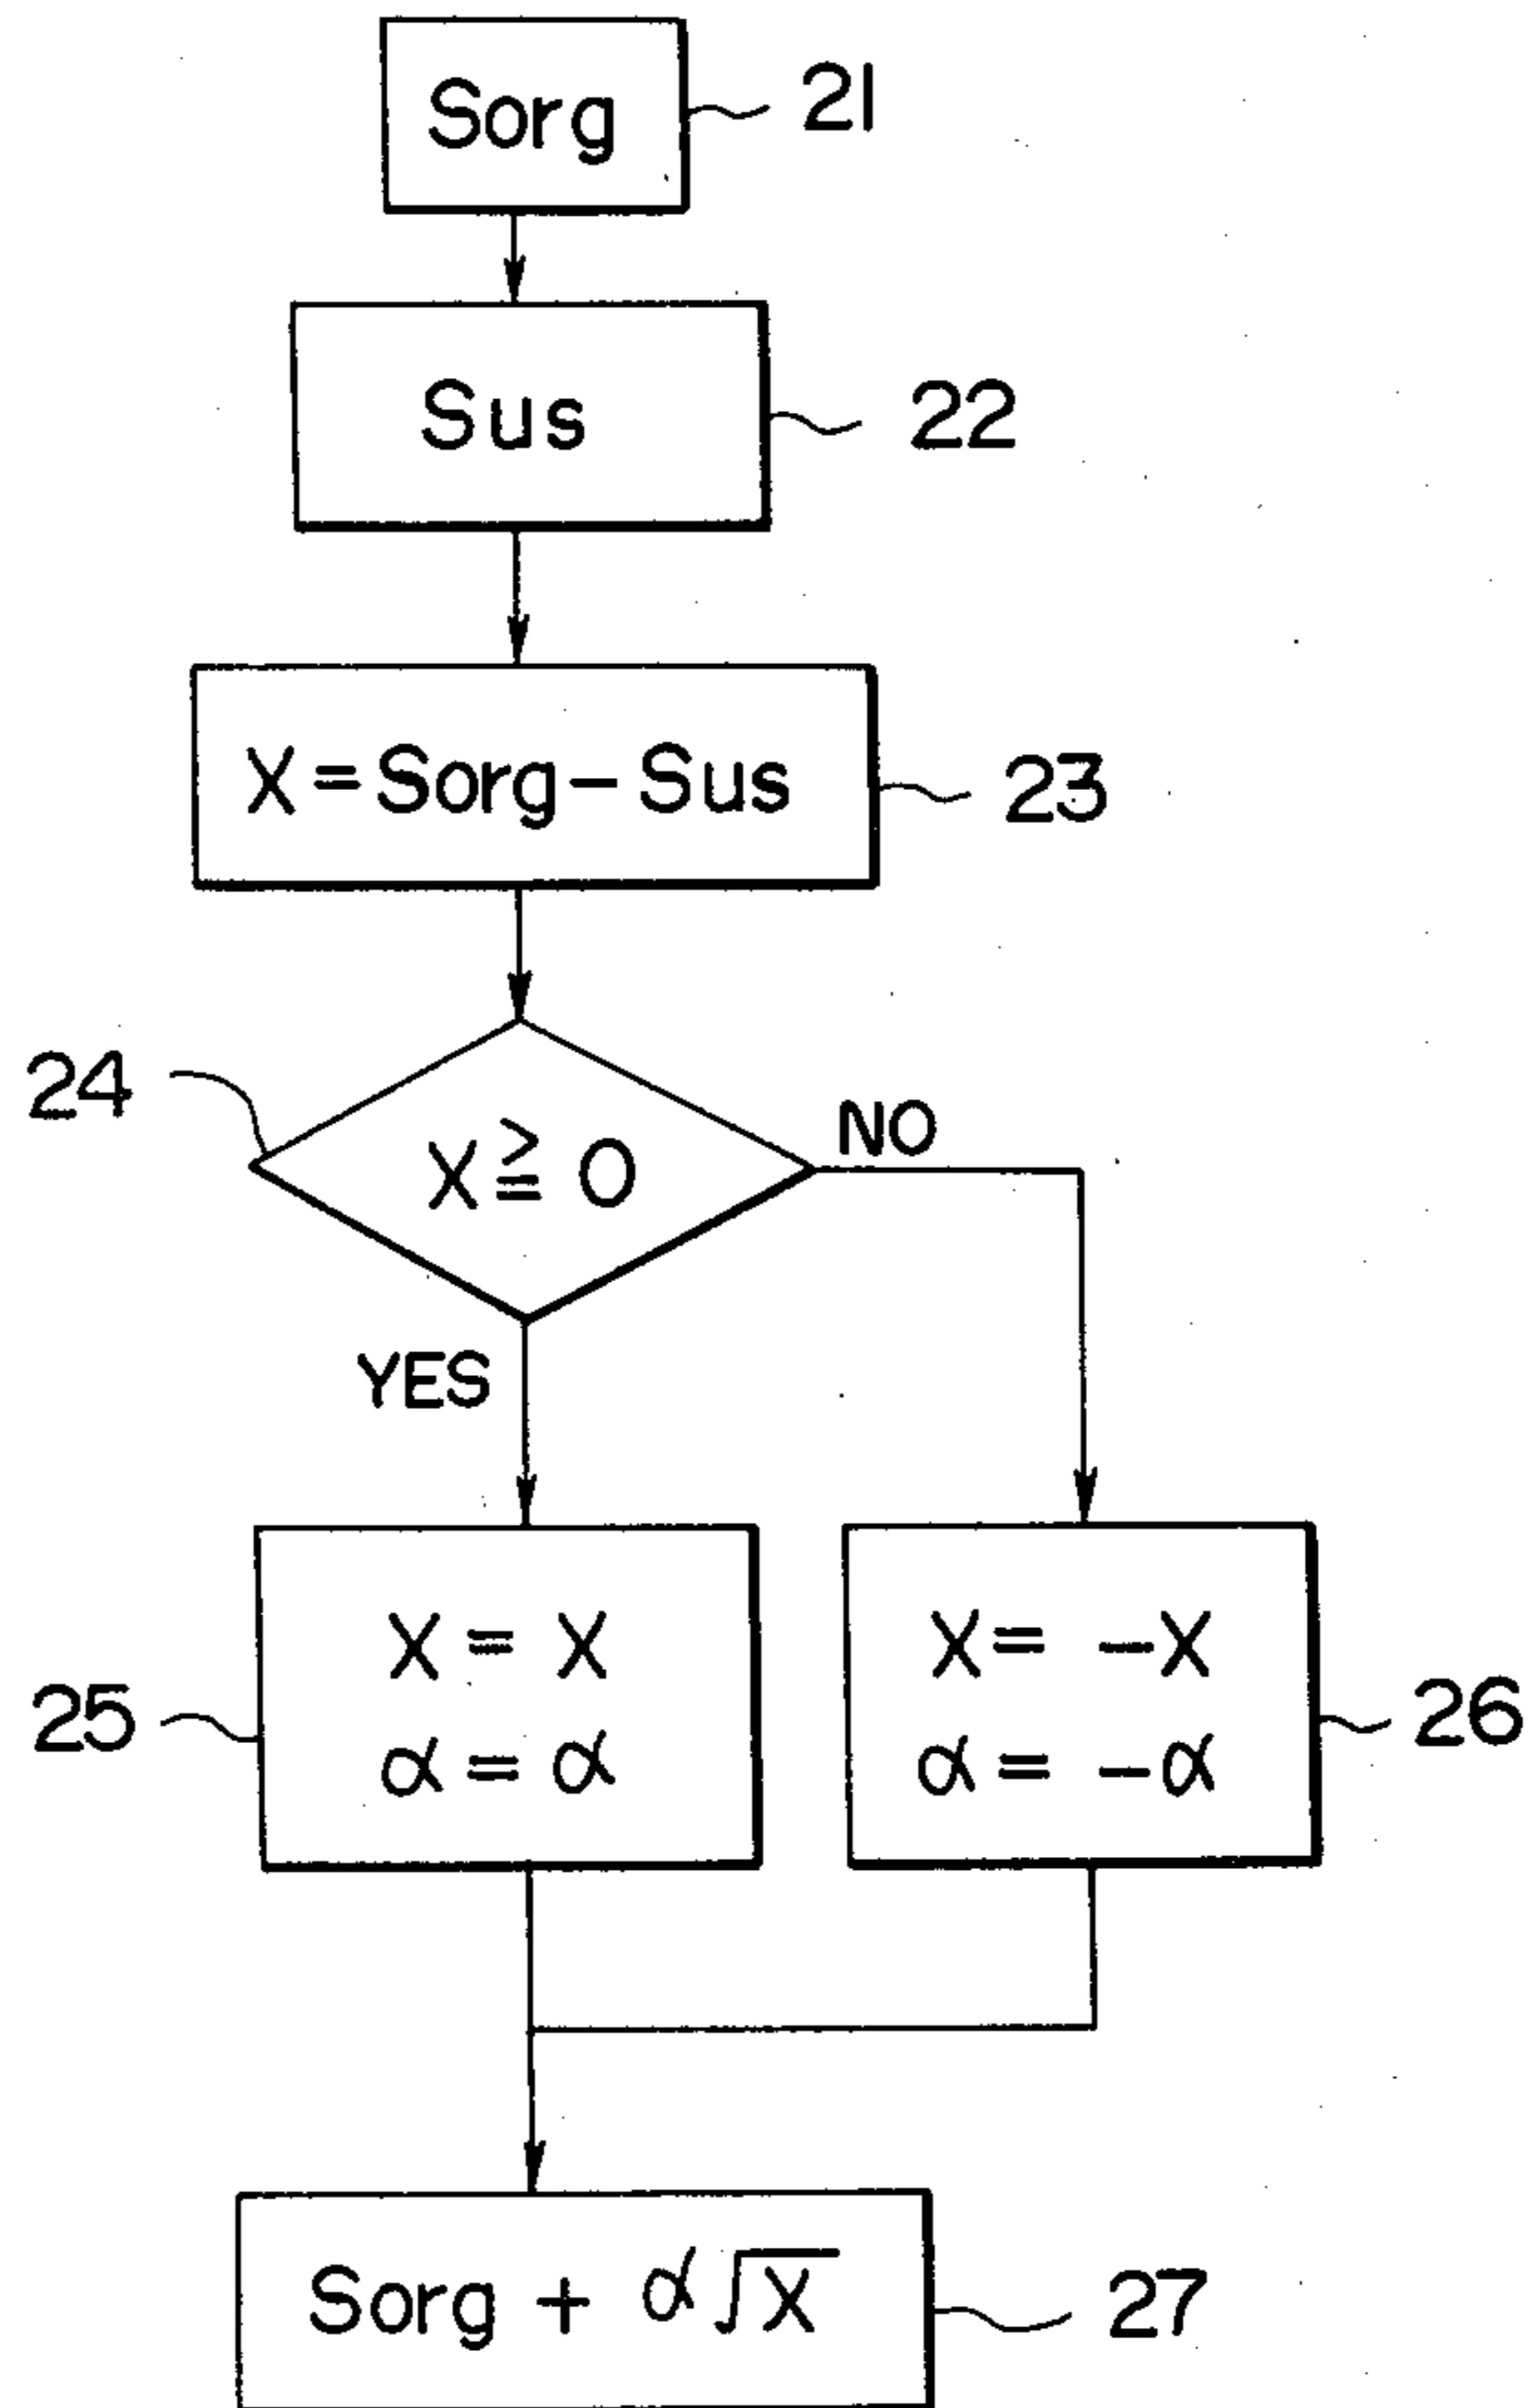 Sorg
21
Sus
22
X = Sorg - Sus
23
24
X ≧ 0
NO
YES
X = X
α = α
25
X = -X
α = -α
26
Sorg + α√X
27